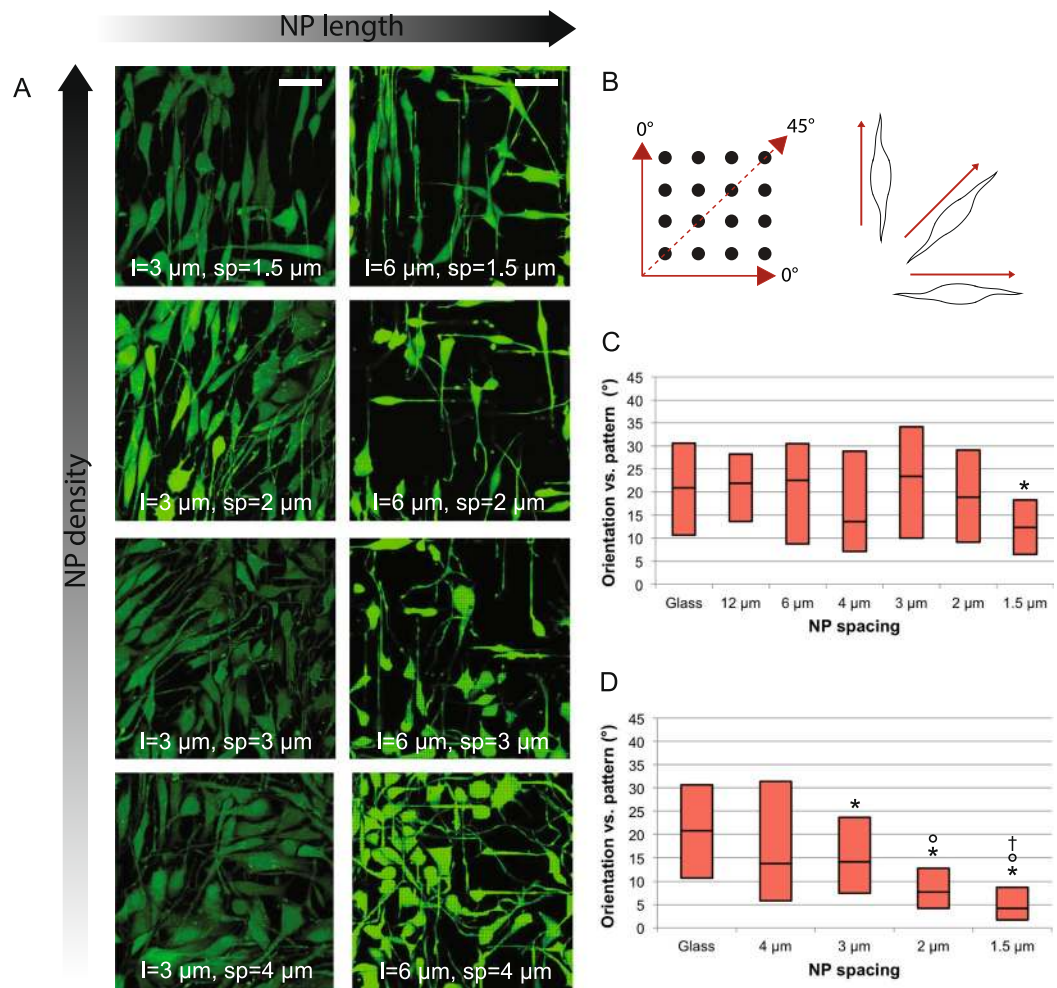 NP length
A
NP density
l=3 µm, sp=1.5 µm
l=6 µm, sp=1.5 µm
l=3 µm, sp=2 µm
l=6 µm, sp=2 µm
l=3 µm, sp=3 µm
l=6 µm, sp=3 µm
l=3 µm, sp=4 µm
l=6 µm, sp=4 µm
B
0°
45°
0°
C
Orientation vs. pattern (°)
45
40
35
30
25
20
15
10
5
0
*
Glass 12 µm 6 µm 4 µm 3 µm 2 µm 1.5 µm
NP spacing
D
Orientation vs. pattern (°)
45
40
35
30
25
20
15
10
5
0
*
°
*
†
°
*
Glass 4 µm 3 µm 2 µm 1.5 µm
NP spacing